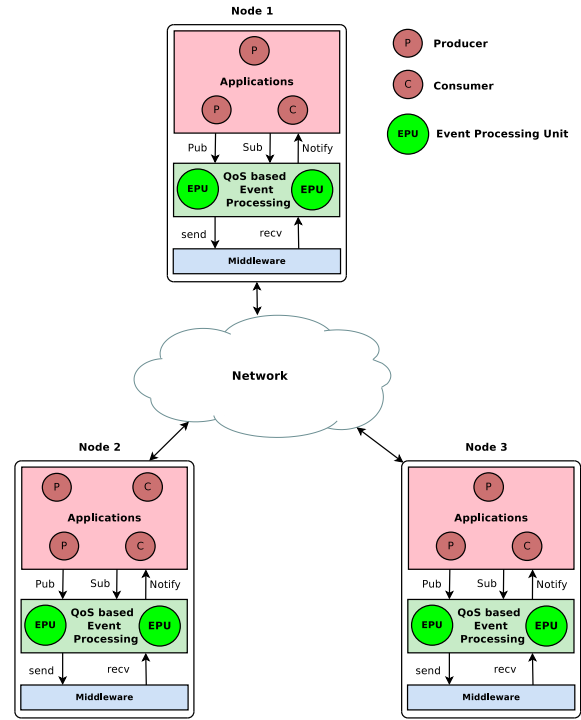 Node 1
P
Applications
P
C
Pub
Sub
Notify
EPU
QoS based
Event
Processing
EPU
send
recv
Middleware
P
Producer
C
Consumer
EPU
Event Processing Unit
Network
Node 2
P
C
Applications
P
C
Pub
Sub
Notify
EPU
QoS based
Event
Processing
EPU
send
recv
Middleware
Node 3
P
Applications
P
C
Pub
Sub
Notify
EPU
QoS based
Event
Processing
EPU
send
recv
Middleware